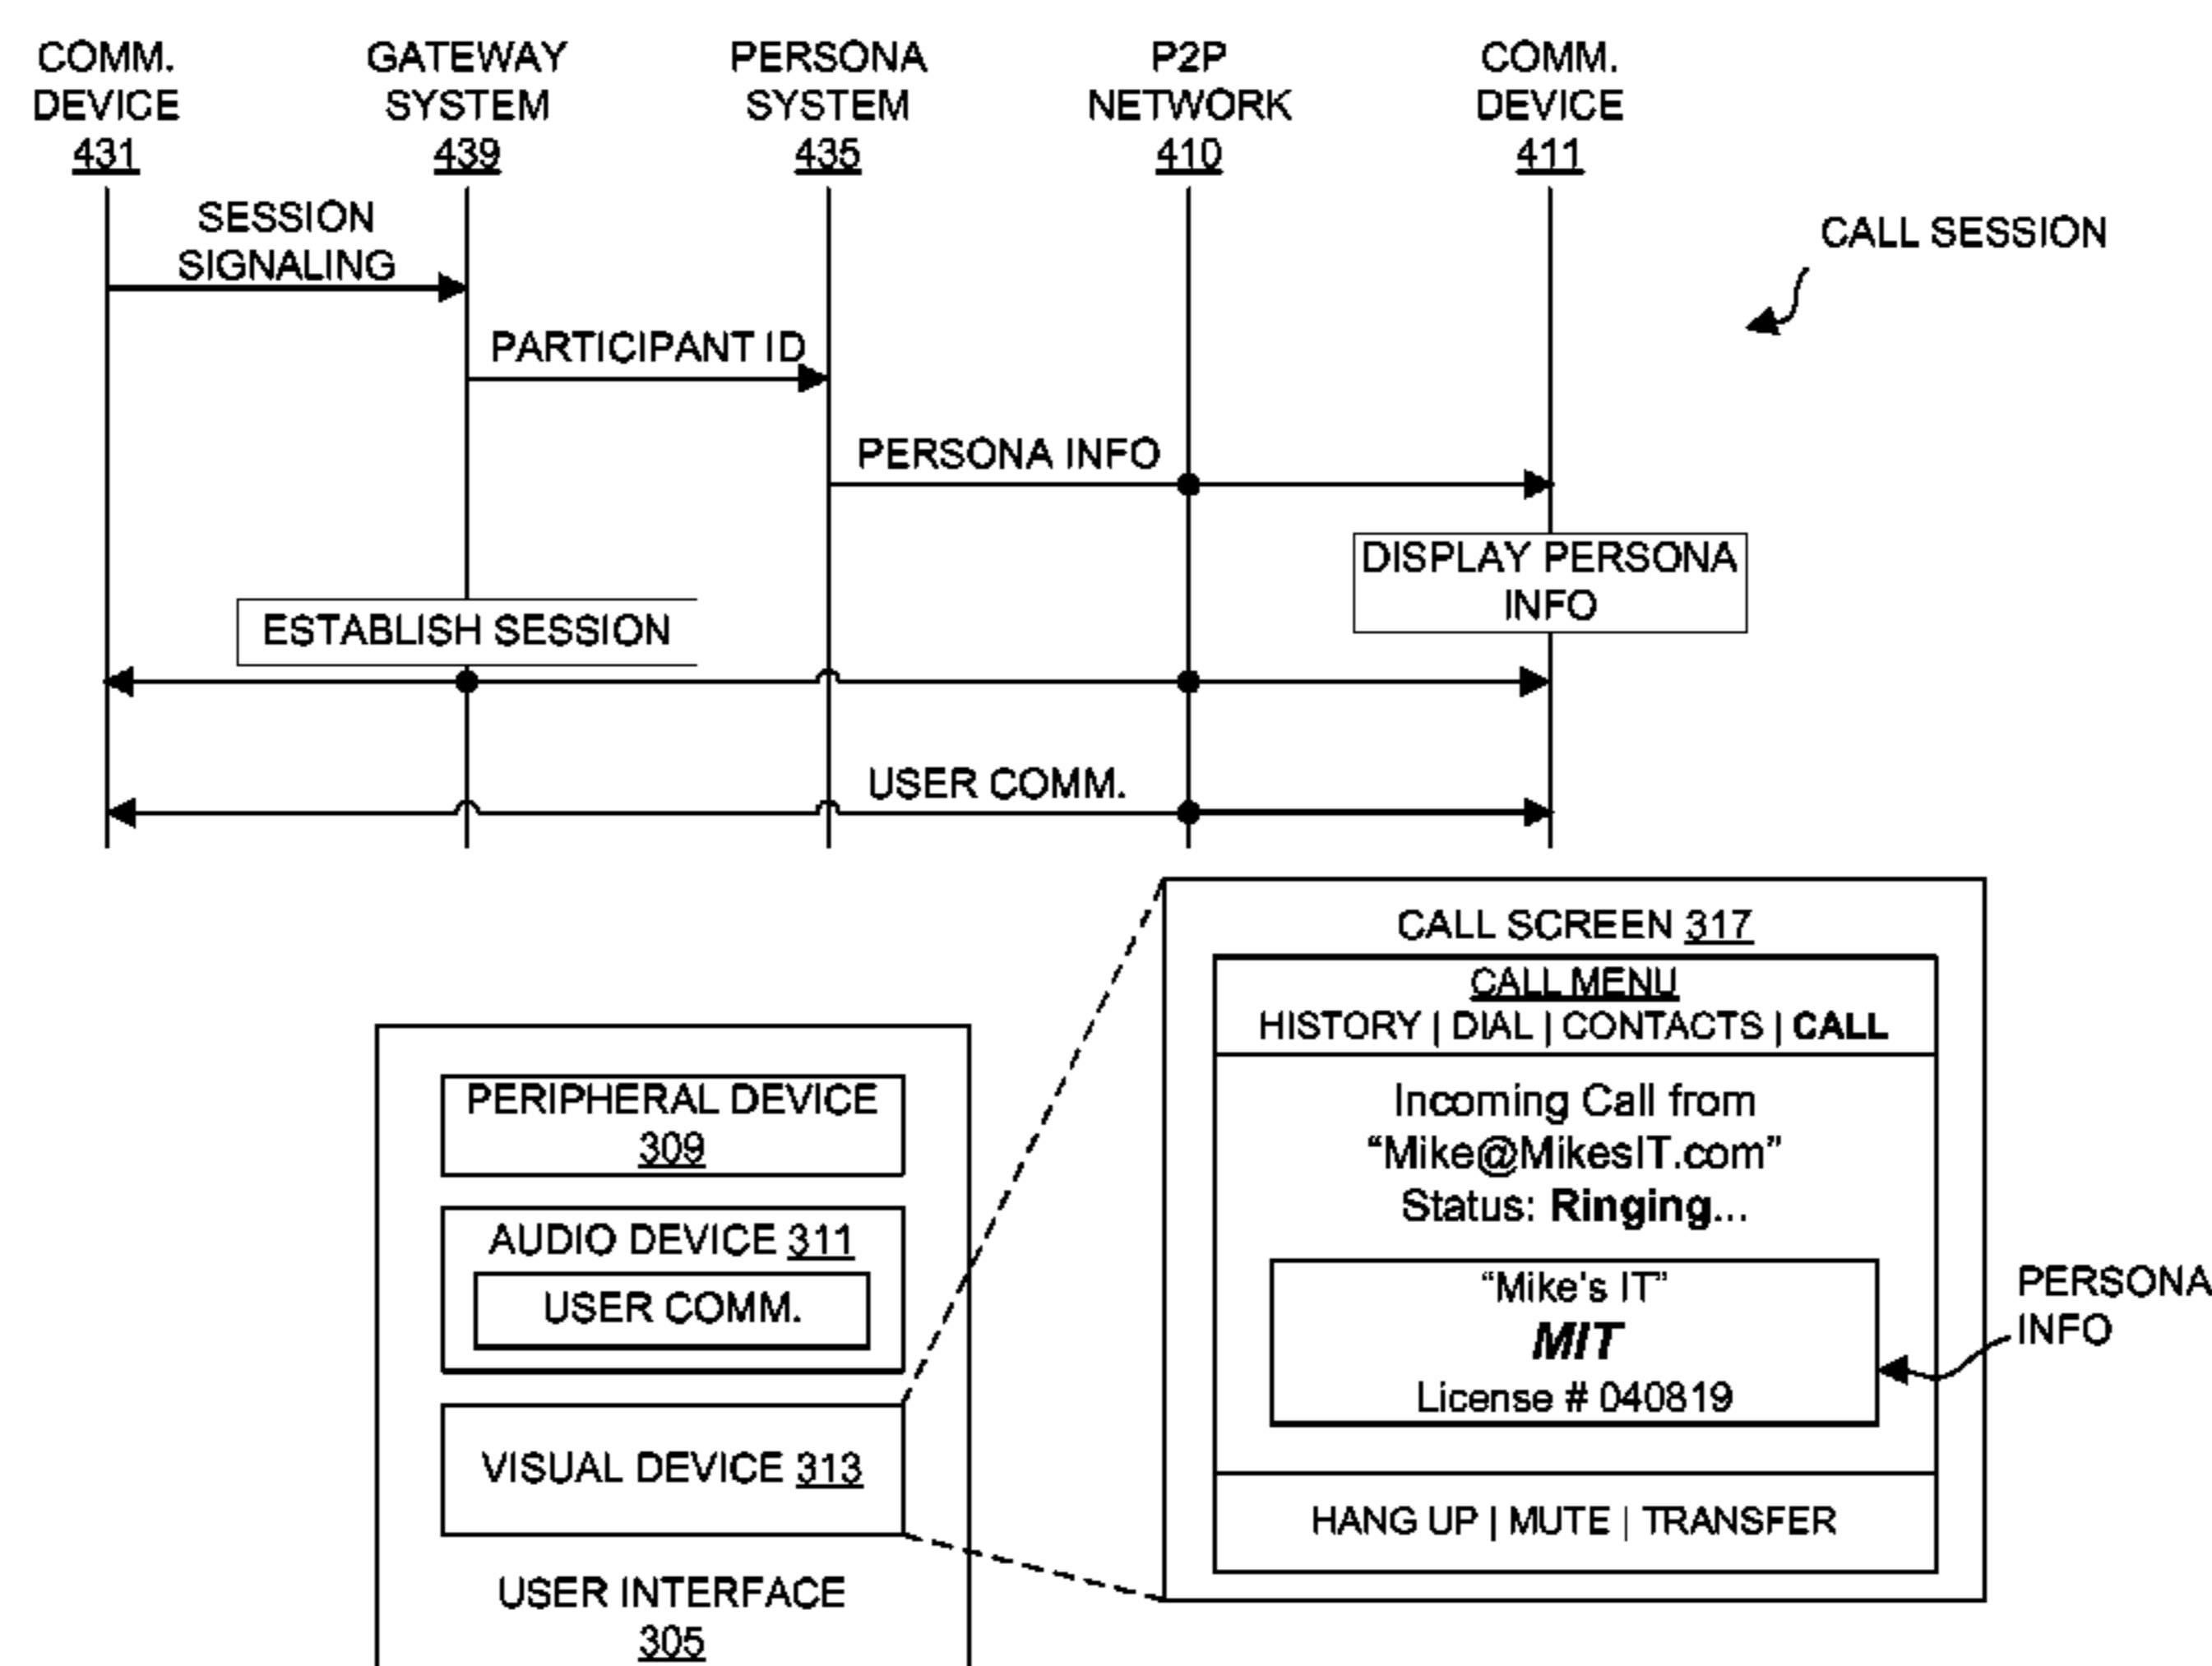 COMM.
DEVICE
431
GATEWAY
SYSTEM
439
PERSONA
SYSTEM
435
P2P
NETWORK
410
COMM.
DEVICE
411
SESSION
SIGNALING
CALL SESSION
PARTICIPANT ID
PERSONA INFO
DISPLAY PERSONA
INFO
ESTABLISH SESSION
USER COMM.
CALL SCREEN 317
CALL MENU
HISTORY | DIAL | CONTACTS | CALL
Incoming Call from
“Mike@MikesIT.com”
Status: Ringing...
“Mike's IT”
MIT
License # 040819
HANG UP | MUTE | TRANSFER
PERSONA
INFO
PERIPHERAL DEVICE
309
AUDIO DEVICE 311
USER COMM.
VISUAL DEVICE 313
USER INTERFACE
305